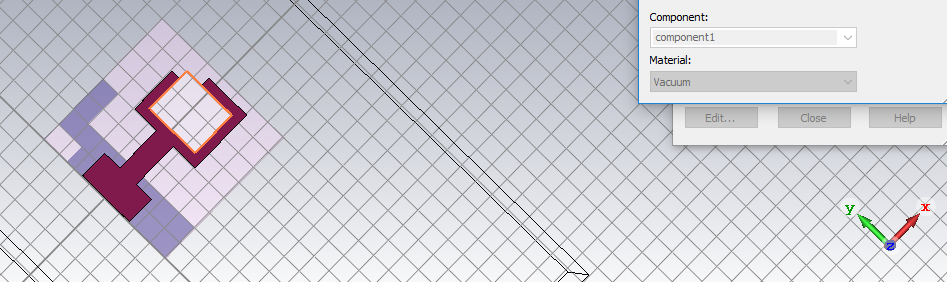 Component:
component1
Material:
Vacuum
Edit...
Close
Help
y
x
z